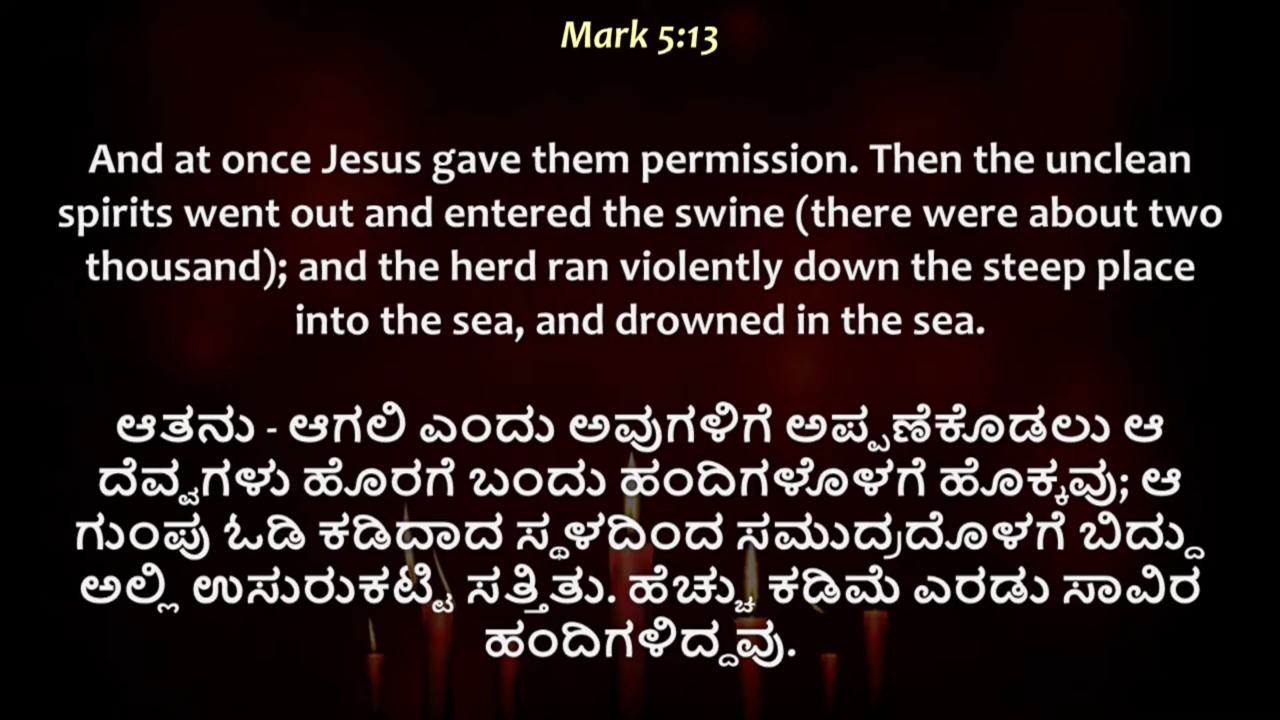 Mark 5:13
And at once Jesus gave them permission. Then the unclean
spirits went out and entered the swine (there were about two
thousand); and the herd ran violently down the steep place
into the sea, and drowned in the sea.
ಆತನು - ಆಗಲಿ ಎಂದು ಅವುಗಳಿಗೆ ಅಪ್ಪಣೆಕೊಡಲು ಆ
ದೆವ್ವಗಳು ಹೊರಗೆ ಬಂದು ಹಂದಿಗಳೊಳಗೆ ಹೊಕ್ಕವು; ಆ
ಗುಂಪು ಓಡಿ ಕಡಿದಾದ ಸ್ಥಳದಿಂದ ಸಮುದ್ರದೊಳಗೆ ಬಿದ್ದು
ಅಲ್ಲಿ ಉಸುರುಕಟ್ಟಿ ಸತ್ತಿತು. ಹೆಚ್ಚು ಕಡಿಮೆ ಎರಡು ಸಾವಿರ
ಹಂದಿಗಳಿದ್ದವು.